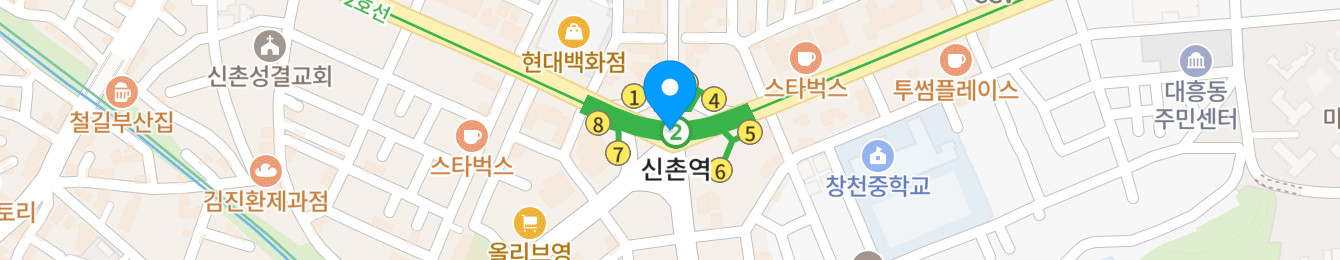 2호선
현대백화점
신촌성결교회
스타벅스
투썸플레이스
대흥동
주민센터
철길부산집
1
4
8
2
5
7
6
스타벅스
신촌역
창천중학교
김진환제과점
토리
올리브영